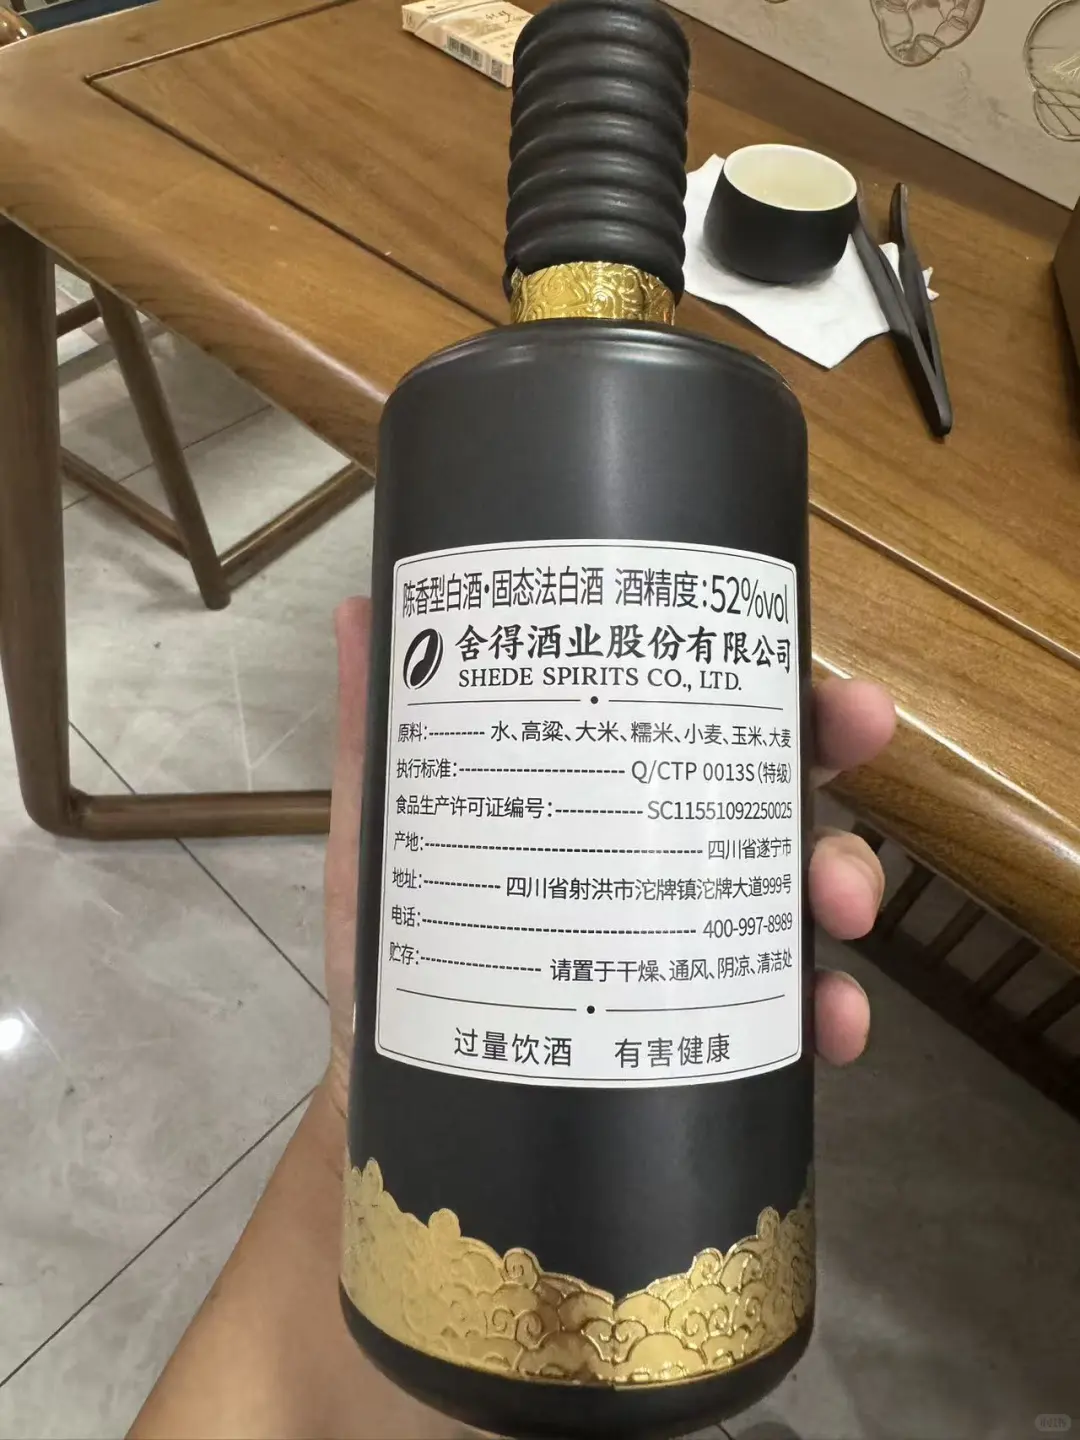 陈香型白酒·固态法白酒 酒精度:52%vol
舍得酒业股份有限公司
SHEDE SPIRITS CO., LTD.
原料:---------- 水、高粱、大米、糯米、小麦、玉米、大麦
执行标准:------------------------ Q/CTP 0013S(特级)
食品生产许可证编号:------------ SC11551092250025
产地:---------------------------------------- 四川省遂宁市
地址:----------- 四川省射洪市沱牌镇沱牌大道999号
电话:--------------------------------------- 400-997-8989
贮存:----------------- 请置于干燥、通风、阴凉、清洁处
过量饮酒 有害健康